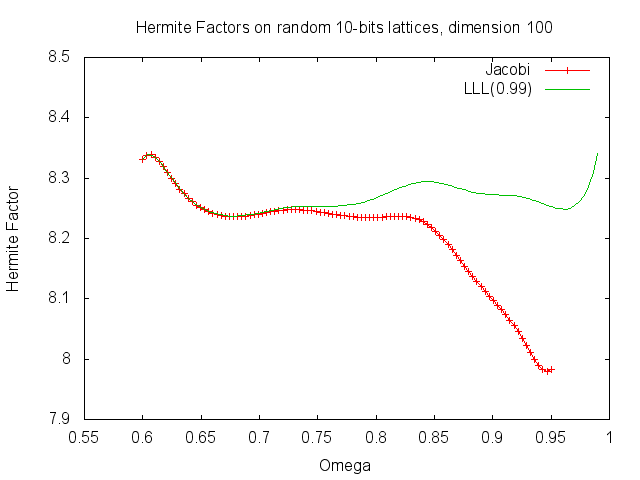 Hermite Factors on random 10-bits lattices, dimension 100
8.5
Jacobi
LLL(0.99)
8.4
8.3
Hermite Factor
8.2
8.1
8
7.9
0.55 0.6 0.65 0.7 0.75 0.8 0.85 0.9 0.95 1
Omega